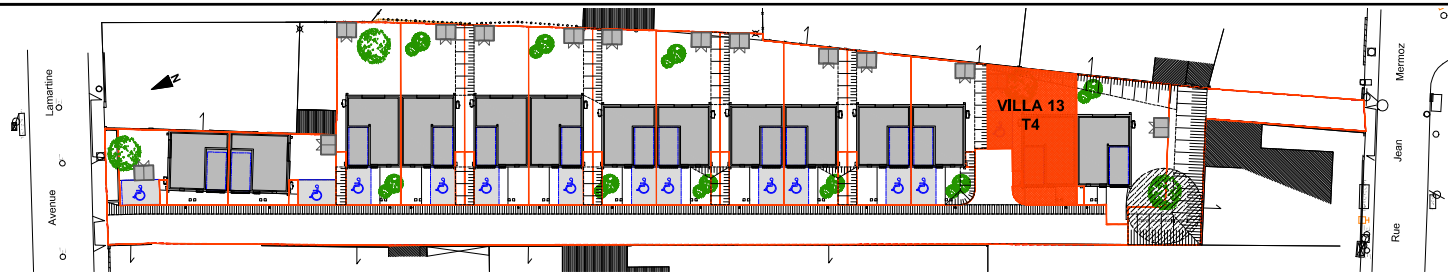 Avenue Lamartine
N
VILLA 13
T4
Rue Jean Mermoz